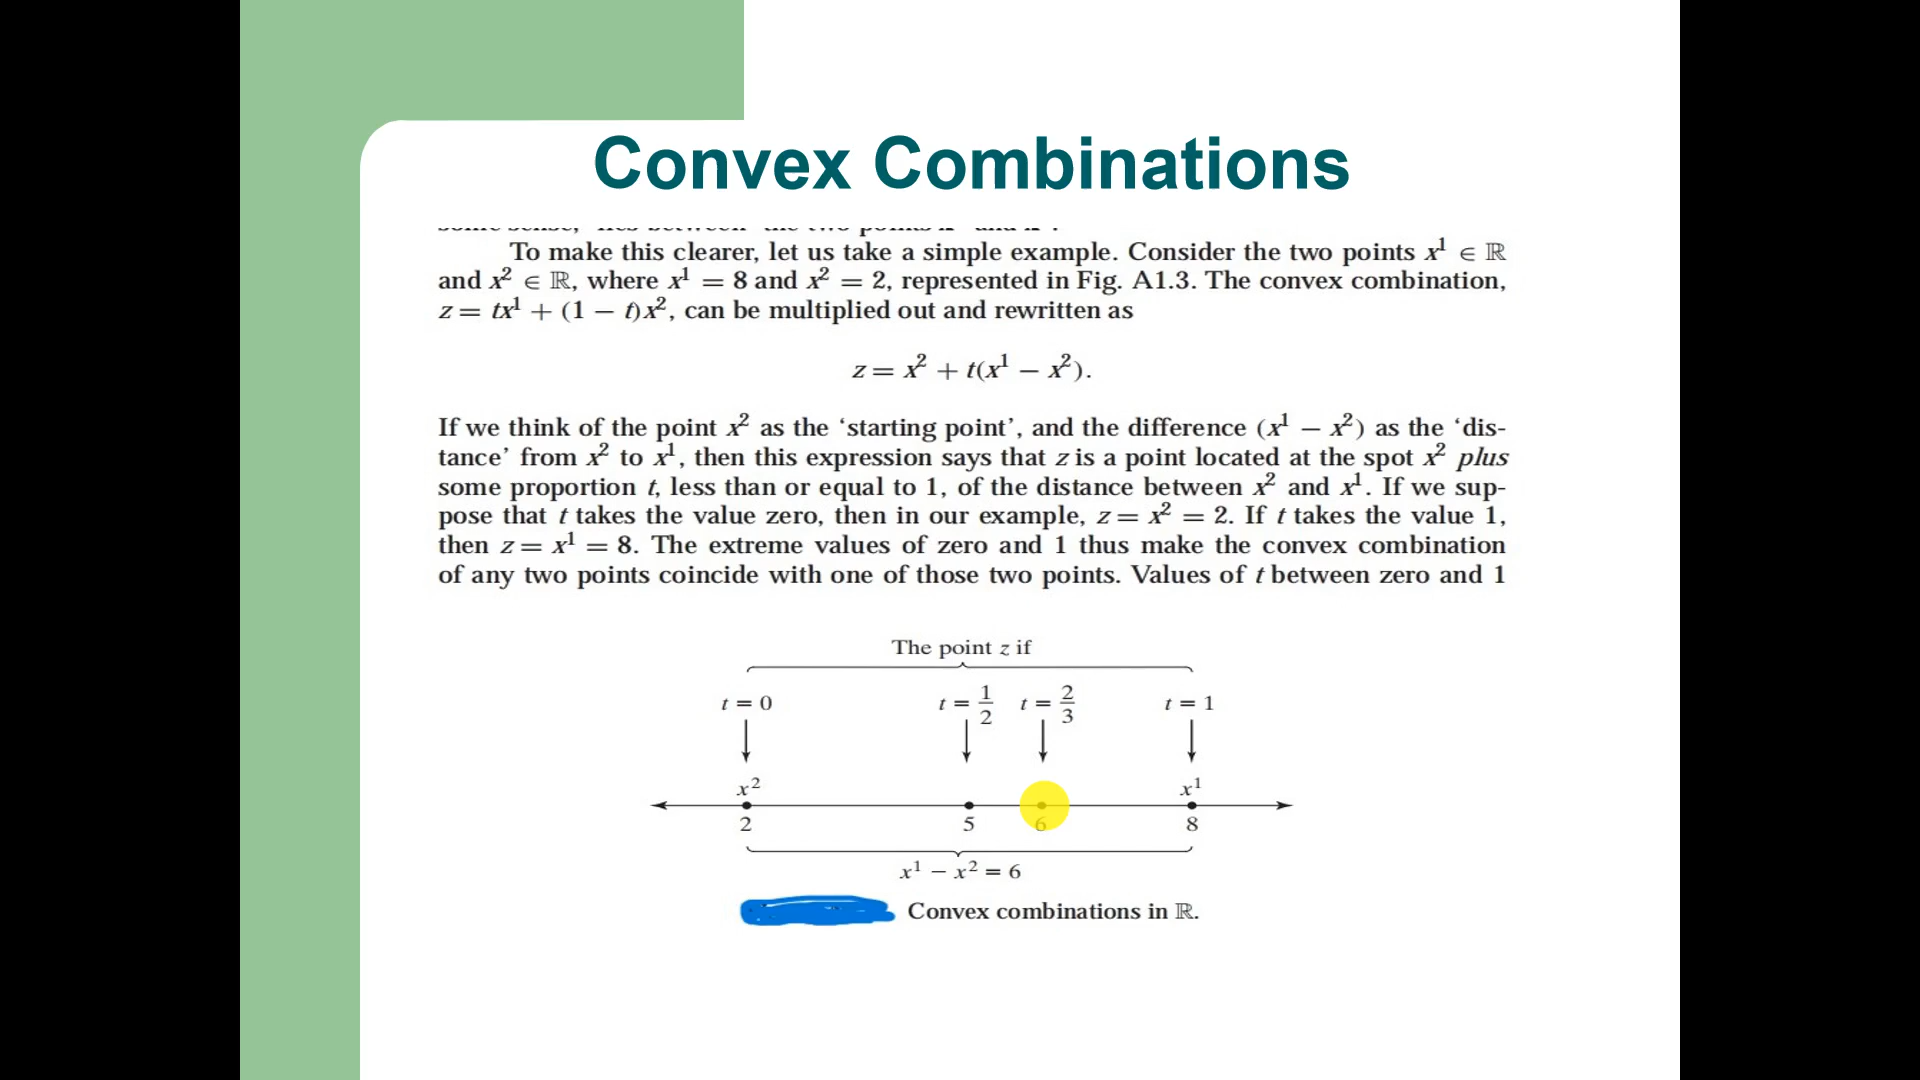 Convex Combinations
To make this clearer, let us take a simple example. Consider the two points x¹ ∈ ℝ
and x² ∈ ℝ, where x¹ = 8 and x² = 2, represented in Fig. A1.3. The convex combination,
z = tx¹ + (1 − t)x², can be multiplied out and rewritten as
z = x² + t(x¹ − x²).
If we think of the point x² as the ‘starting point’, and the difference (x¹ − x²) as the ‘dis-
tance’ from x² to x¹, then this expression says that z is a point located at the spot x² plus
some proportion t, less than or equal to 1, of the distance between x² and x¹. If we sup-
pose that t takes the value zero, then in our example, z = x² = 2. If t takes the value 1,
then z = x¹ = 8. The extreme values of zero and 1 thus make the convex combination
of any two points coincide with one of those two points. Values of t between zero and 1
The point z if
t = 0 t = 1/2 t = 2/3 t = 1
x² x¹
2 5 6 8
x¹ − x² = 6
Convex combinations in ℝ.